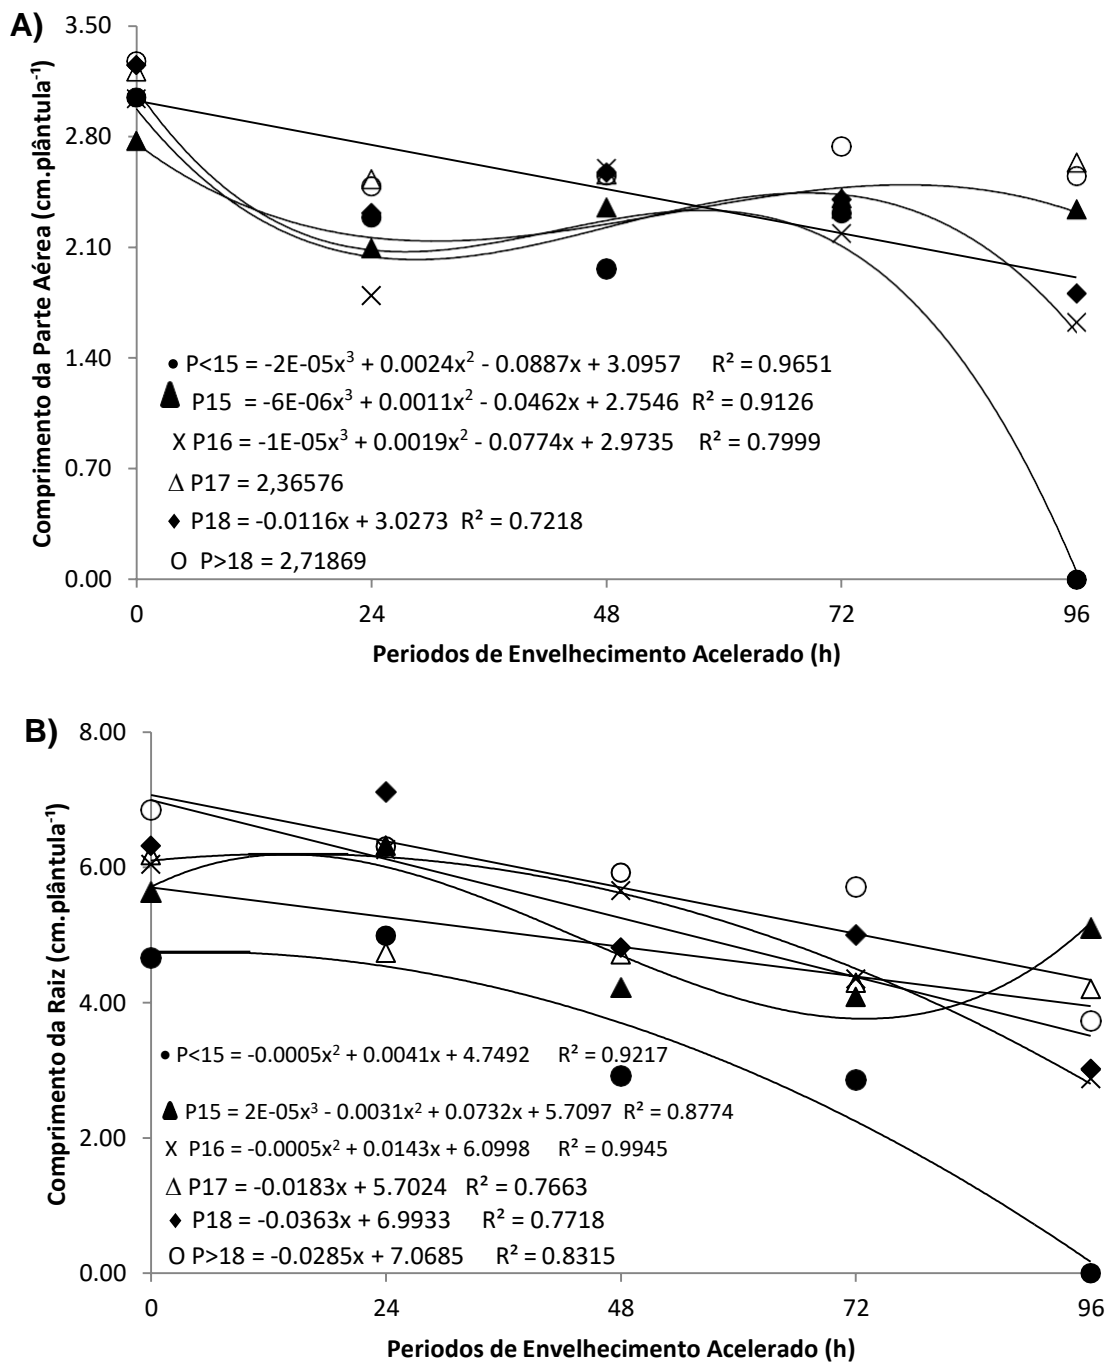 A)
Comprimento da Parte Aérea (cm.plântula⁻¹)
3.50
2.80
2.10
1.40
0.70
0.00
● P<15 = -2E-05x³ + 0.0024x² - 0.0887x + 3.0957 R² = 0.9651
▲ P15 = -6E-06x³ + 0.0011x² - 0.0462x + 2.7546 R² = 0.9126
X P16 = -1E-05x³ + 0.0019x² - 0.0774x + 2.9735 R² = 0.7999
Δ P17 = 2,36576
♦ P18 = -0.0116x + 3.0273 R² = 0.7218
O P>18 = 2,71869
0 24 48 72 96
Periodos de Envelhecimento Acelerado (h)
B)
Comprimento da Raiz (cm.plântula⁻¹)
8.00
6.00
4.00
2.00
0.00
● P<15 = -0.0005x² + 0.0041x + 4.7492 R² = 0.9217
▲ P15 = 2E-05x³ - 0.0031x² + 0.0732x + 5.7097 R² = 0.8774
X P16 = -0.0005x² + 0.0143x + 6.0998 R² = 0.9945
Δ P17 = -0.0183x + 5.7024 R² = 0.7663
♦ P18 = -0.0363x + 6.9933 R² = 0.7718
O P>18 = -0.0285x + 7.0685 R² = 0.8315
0 24 48 72 96
Periodos de Envelhecimento Acelerado (h)